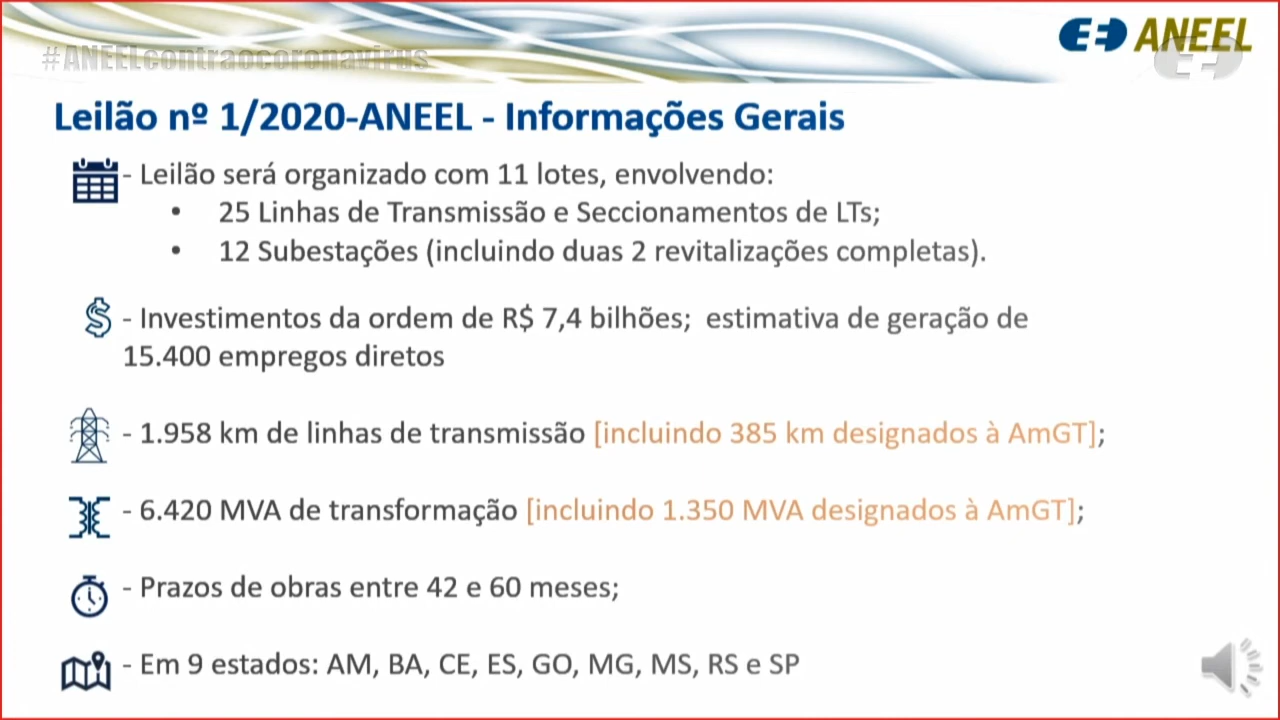 #ANEELcontraocoronavirus
ANEEL
Leilão nº 1/2020-ANEEL - Informações Gerais
- Leilão será organizado com 11 lotes, envolvendo:
• 25 Linhas de Transmissão e Seccionamentos de LTs;
• 12 Subestações (incluindo duas 2 revitalizações completas).
- Investimentos da ordem de R$ 7,4 bilhões; estimativa de geração de
15.400 empregos diretos
- 1.958 km de linhas de transmissão [incluindo 385 km designados à AmGT];
- 6.420 MVA de transformação [incluindo 1.350 MVA designados à AmGT];
- Prazos de obras entre 42 e 60 meses;
- Em 9 estados: AM, BA, CE, ES, GO, MG, MS, RS e SP